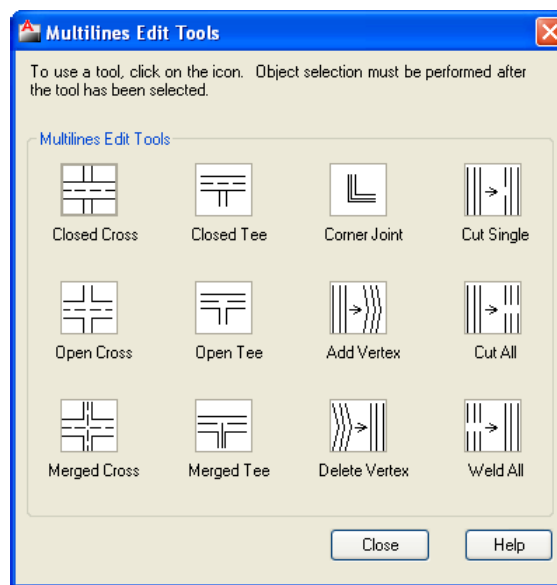 Multilines Edit Tools
To use a tool, click on the icon. Object selection must be performed after
the tool has been selected.
Multilines Edit Tools
Closed Cross Closed Tee Corner Joint Cut Single
Open Cross Open Tee Add Vertex Cut All
Merged Cross Merged Tee Delete Vertex Weld All
Close Help